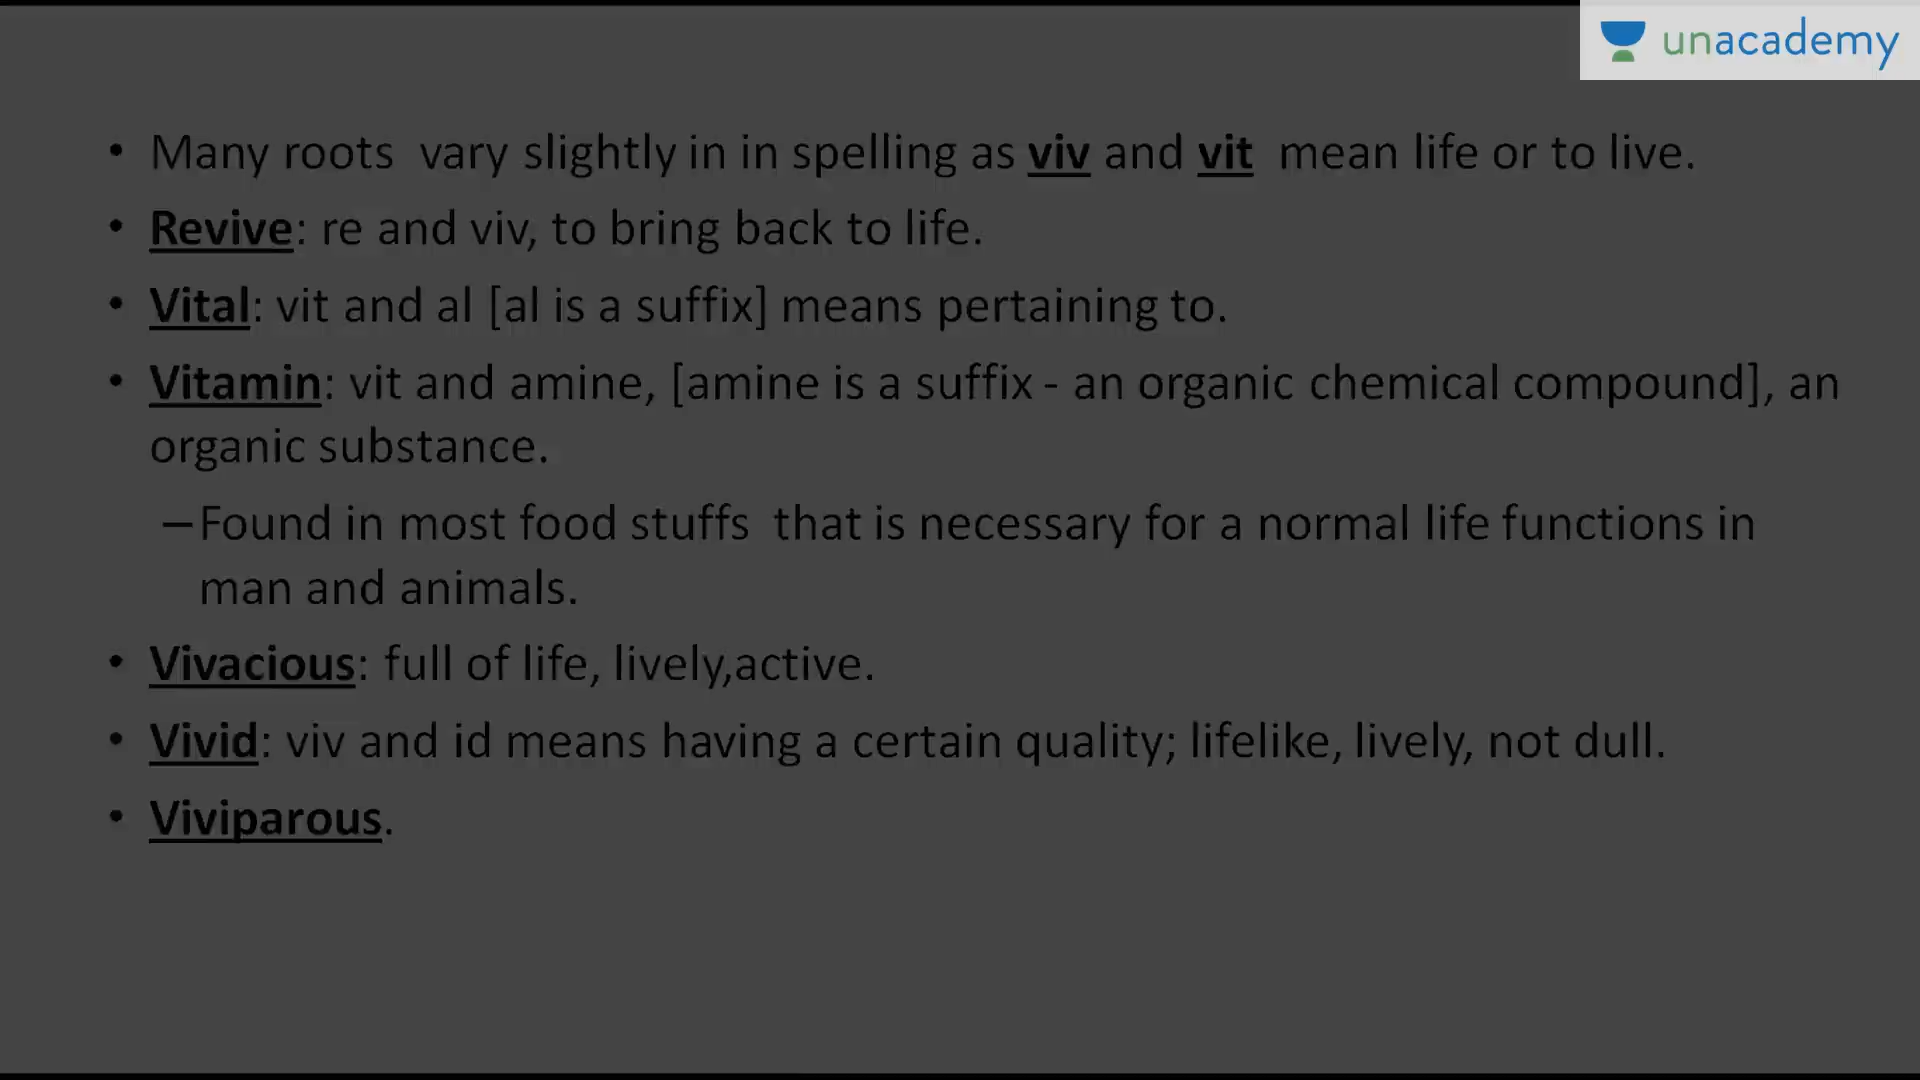 unacademy
• Many roots vary slightly in in spelling as viv and vit mean life or to live.
• Revive: re and viv, to bring back to life.
• Vital: vit and al [al is a suffix] means pertaining to.
• Vitamin: vit and amine, [amine is a suffix - an organic chemical compound], an
organic substance.
–Found in most food stuffs that is necessary for a normal life functions in
man and animals.
• Vivacious: full of life, lively,active.
• Vivid: viv and id means having a certain quality; lifelike, lively, not dull.
• Viviparous.